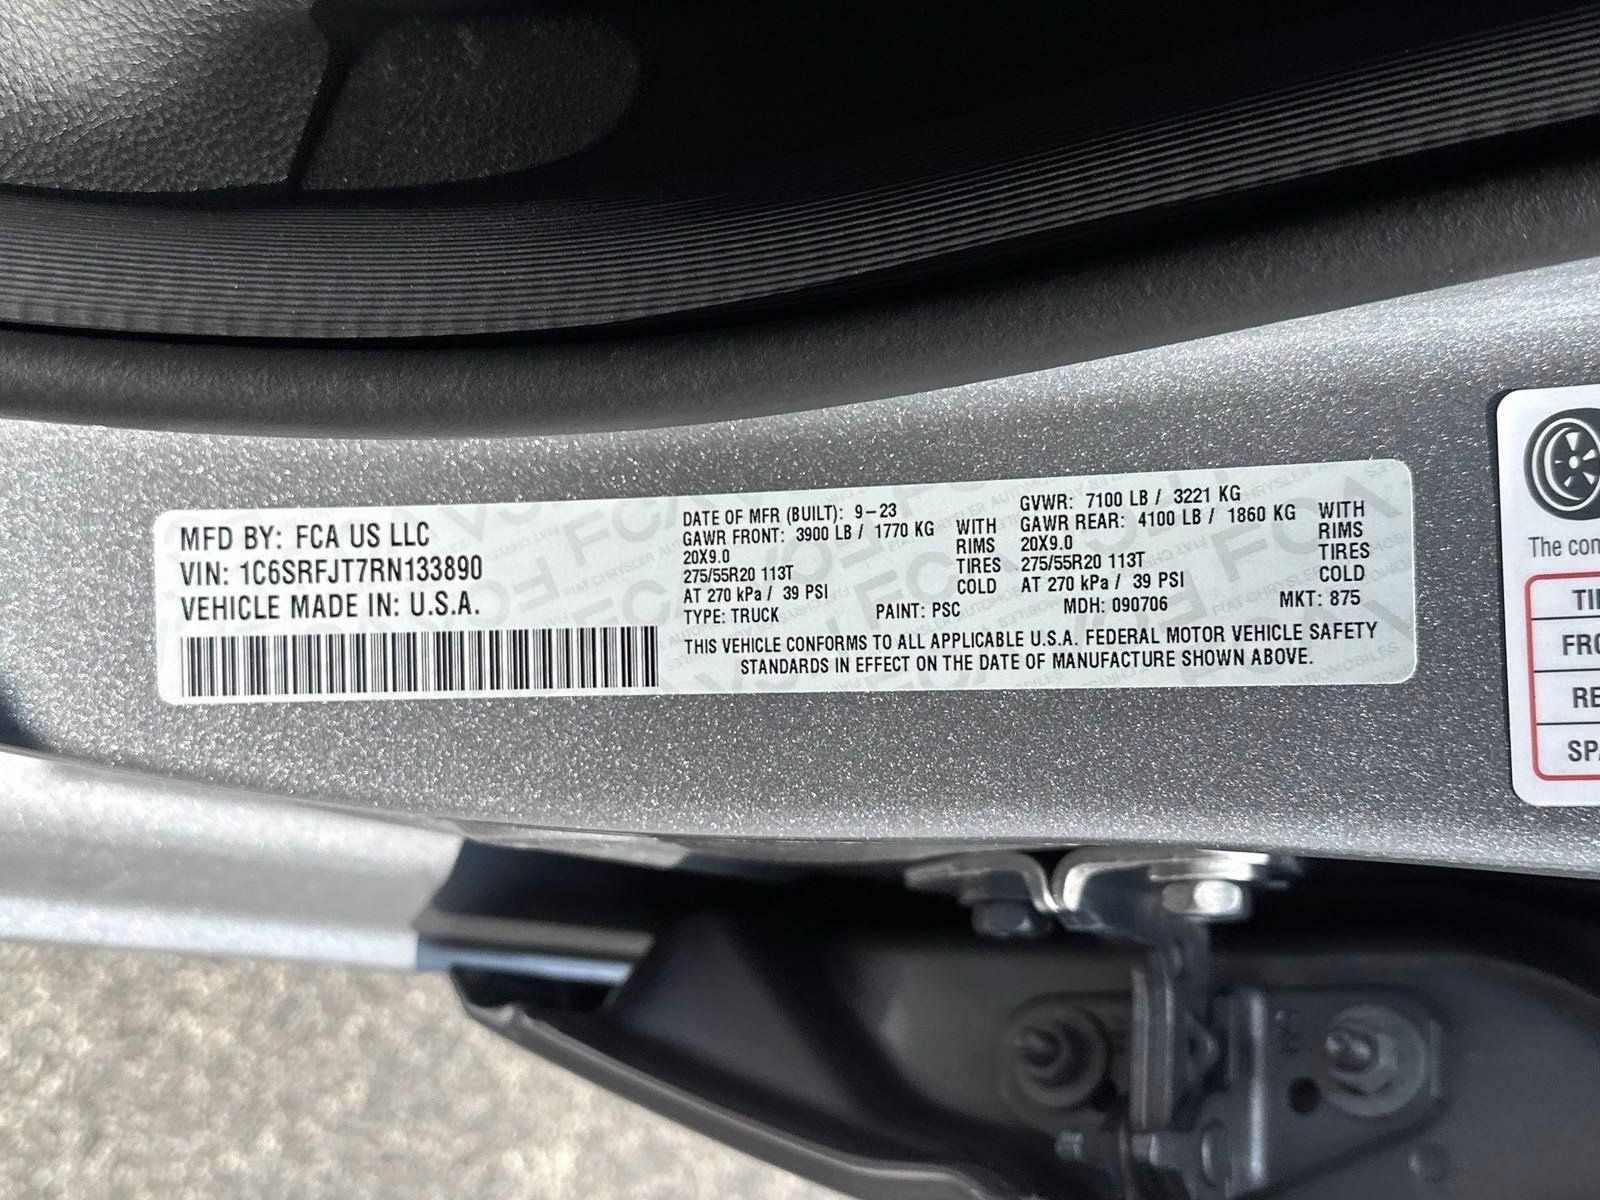 MFD BY: FCA US LLC
VIN: 1C6SRFJT7RN133890
VEHICLE MADE IN: U.S.A.
DATE OF MFR (BUILT): 9-23
GAWR FRONT: 3900 LB / 1770 KG WITH
20X9.0 RIMS
275/55R20 113T TIRES
AT 270 kPa / 39 PSI COLD
GVWR: 7100 LB / 3221 KG
GAWR REAR: 4100 LB / 1860 KG WITH
20X9.0 RIMS
275/55R20 113T TIRES
AT 270 kPa / 39 PSI COLD
TYPE: TRUCK PAINT: PSC MDH: 090706 MKT: 875
THIS VEHICLE CONFORMS TO ALL APPLICABLE U.S.A. FEDERAL MOTOR VEHICLE SAFETY
STANDARDS IN EFFECT ON THE DATE OF MANUFACTURE SHOWN ABOVE.
The con
TI
FRO
RE
SPA